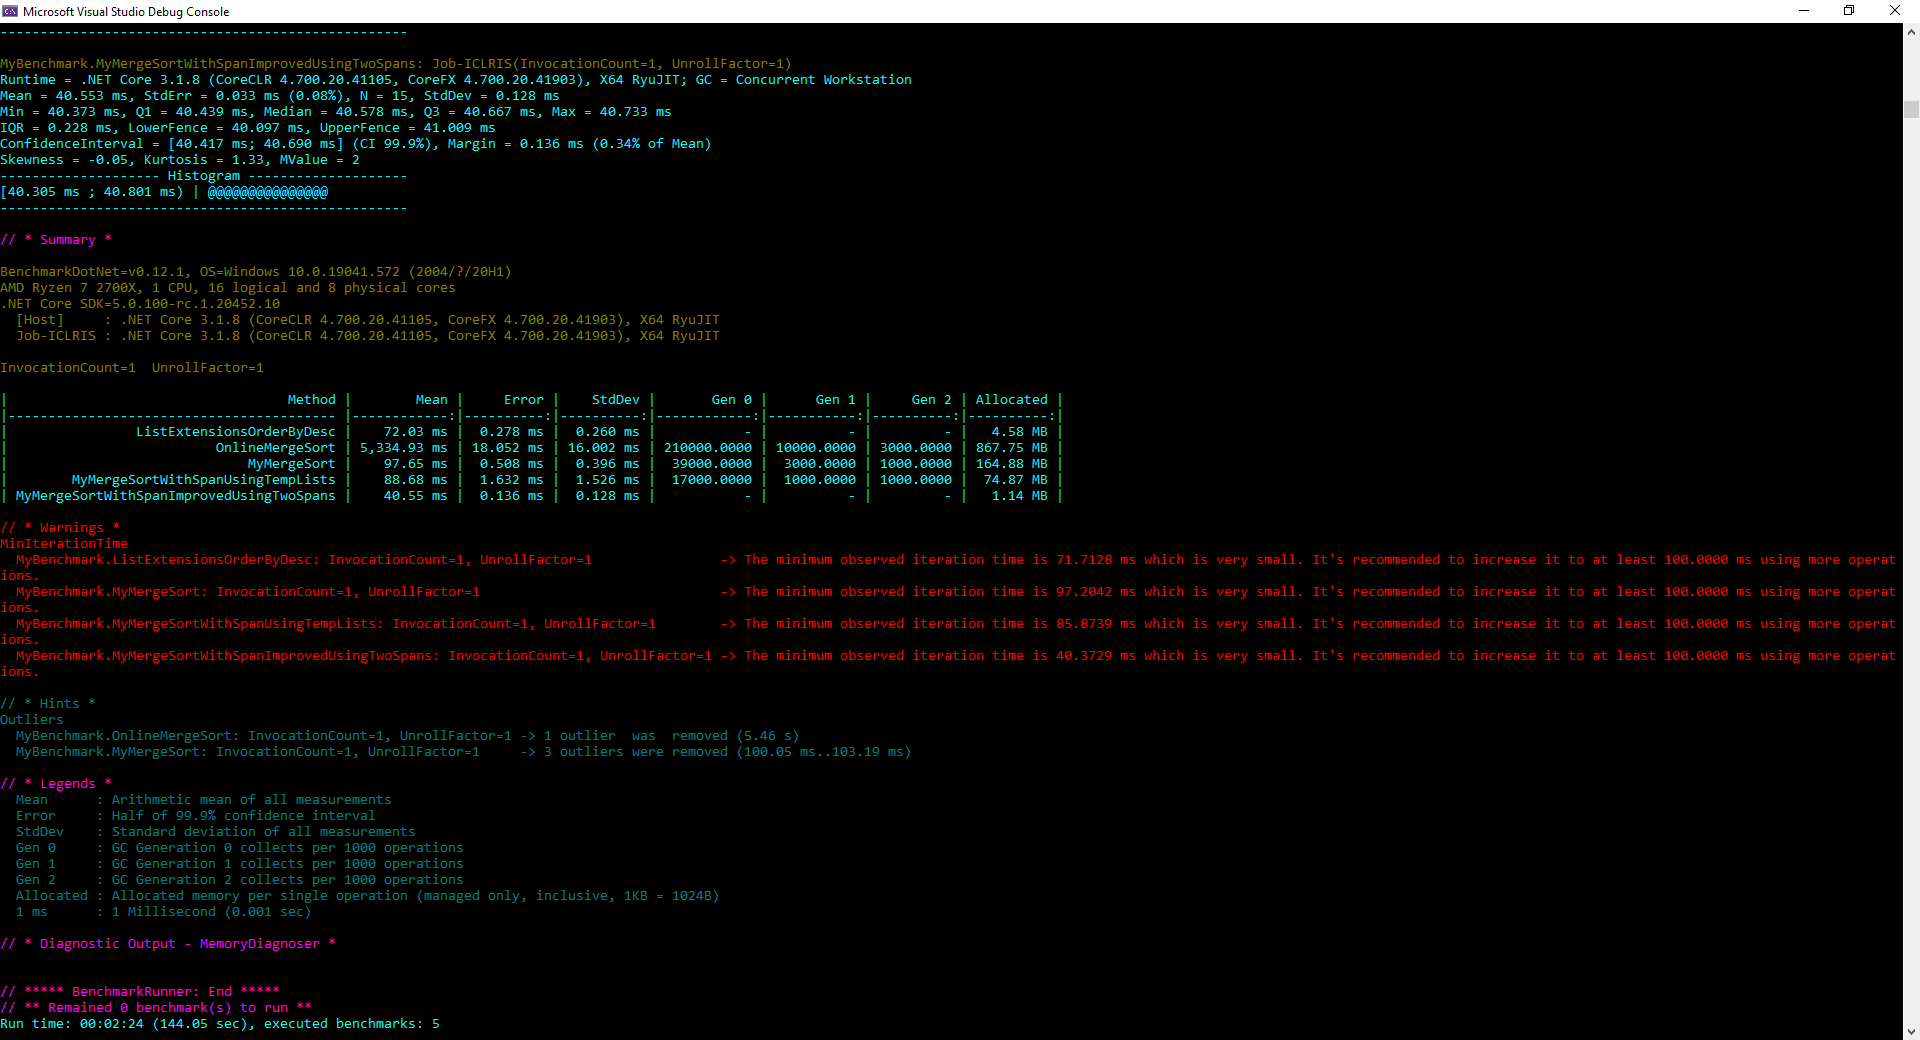 Microsoft Visual Studio Debug Console
---------------------------------------------------
MyBenchmark.MyMergeSortWithSpanImprovedUsingTwoSpans: Job-ICLRIS(InvocationCount=1, UnrollFactor=1)
Runtime = .NET Core 3.1.8 (CoreCLR 4.700.20.41105, CoreFX 4.700.20.41903), X64 RyuJIT; GC = Concurrent Workstation
Mean = 40.553 ms, StdErr = 0.033 ms (0.08%), N = 15, StdDev = 0.128 ms
Min = 40.373 ms, Q1 = 40.439 ms, Median = 40.578 ms, Q3 = 40.667 ms, Max = 40.733 ms
IQR = 0.228 ms, LowerFence = 40.097 ms, UpperFence = 41.009 ms
ConfidenceInterval = [40.417 ms; 40.690 ms] (CI 99.9%), Margin = 0.136 ms (0.34% of Mean)
Skewness = -0.05, Kurtosis = 1.33, MValue = 2
-------------------- Histogram --------------------
[40.305 ms ; 40.801 ms) | @@@@@@@@@@@@@@@
---------------------------------------------------
// * Summary *
BenchmarkDotNet=v0.12.1, OS=Windows 10.0.19041.572 (2004/?/20H1)
AMD Ryzen 7 2700X, 1 CPU, 16 logical and 8 physical cores
.NET Core SDK=5.0.100-rc.1.20452.10
  [Host]     : .NET Core 3.1.8 (CoreCLR 4.700.20.41105, CoreFX 4.700.20.41903), X64 RyuJIT
  Job-ICLRIS : .NET Core 3.1.8 (CoreCLR 4.700.20.41105, CoreFX 4.700.20.41903), X64 RyuJIT
InvocationCount=1  UnrollFactor=1
|                                   Method |        Mean |     Error |    StdDev |       Gen 0 |      Gen 1 |     Gen 2 | Allocated |
|----------------------------------------- |------------:|----------:|----------:|------------:|-----------:|----------:|----------:|
|                ListExtensionsOrderByDesc |    72.03 ms |  0.278 ms |  0.260 ms |           - |          - |         - |   4.58 MB |
|                          OnlineMergeSort | 5,334.93 ms | 18.052 ms | 16.002 ms | 210000.0000 | 10000.0000 | 3000.0000 | 867.75 MB |
|                              MyMergeSort |    97.65 ms |  0.508 ms |  0.396 ms |  39000.0000 |  3000.0000 | 1000.0000 | 164.88 MB |
|        MyMergeSortWithSpanUsingTempLists |    88.68 ms |  1.632 ms |  1.526 ms |  17000.0000 |  1000.0000 | 1000.0000 |  74.87 MB |
| MyMergeSortWithSpanImprovedUsingTwoSpans |    40.55 ms |  0.136 ms |  0.128 ms |           - |          - |         - |   1.14 MB |
// * Warnings *
MinIterationTime
  MyBenchmark.ListExtensionsOrderByDesc: InvocationCount=1, UnrollFactor=1                -> The minimum observed iteration time is 71.7128 ms which is very small. It's recommended to increase it to at least 100.0000 ms using more operat
ions.
  MyBenchmark.MyMergeSort: InvocationCount=1, UnrollFactor=1                              -> The minimum observed iteration time is 97.2042 ms which is very small. It's recommended to increase it to at least 100.0000 ms using more operat
ions.
  MyBenchmark.MyMergeSortWithSpanUsingTempLists: InvocationCount=1, UnrollFactor=1        -> The minimum observed iteration time is 85.8739 ms which is very small. It's recommended to increase it to at least 100.0000 ms using more operat
ions.
  MyBenchmark.MyMergeSortWithSpanImprovedUsingTwoSpans: InvocationCount=1, UnrollFactor=1 -> The minimum observed iteration time is 40.3729 ms which is very small. It's recommended to increase it to at least 100.0000 ms using more operat
ions.
// * Hints *
Outliers
  MyBenchmark.OnlineMergeSort: InvocationCount=1, UnrollFactor=1 -> 1 outlier  was  removed (5.46 s)
  MyBenchmark.MyMergeSort: InvocationCount=1, UnrollFactor=1     -> 3 outliers were removed (100.05 ms..103.19 ms)
// * Legends *
  Mean      : Arithmetic mean of all measurements
  Error     : Half of 99.9% confidence interval
  StdDev    : Standard deviation of all measurements
  Gen 0     : GC Generation 0 collects per 1000 operations
  Gen 1     : GC Generation 1 collects per 1000 operations
  Gen 2     : GC Generation 2 collects per 1000 operations
  Allocated : Allocated memory per single operation (managed only, inclusive, 1KB = 1024B)
  1 ms      : 1 Millisecond (0.001 sec)
// * Diagnostic Output - MemoryDiagnoser *
// ***** BenchmarkRunner: End *****
// ** Remained 0 benchmark(s) to run **
Run time: 00:02:24 (144.05 sec), executed benchmarks: 5